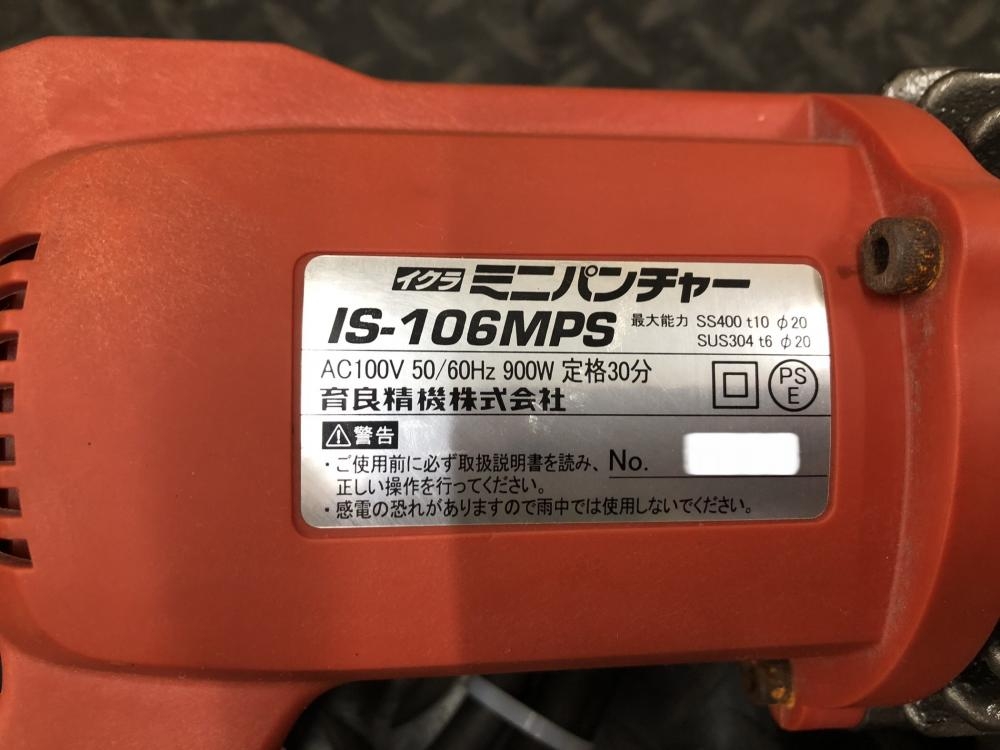 イクラ ミニパンチャー
IS-106MPS 最大能力 SS400 t10 φ20
SUS304 t6 φ20
AC100V 50/60Hz 900W 定格30分
PS
E
育良精機株式会社
警告
・ご使用前に必ず取扱説明書を読み、 No.
正しい操作を行ってください。
・感電の恐れがありますので雨中では使用しないでください。